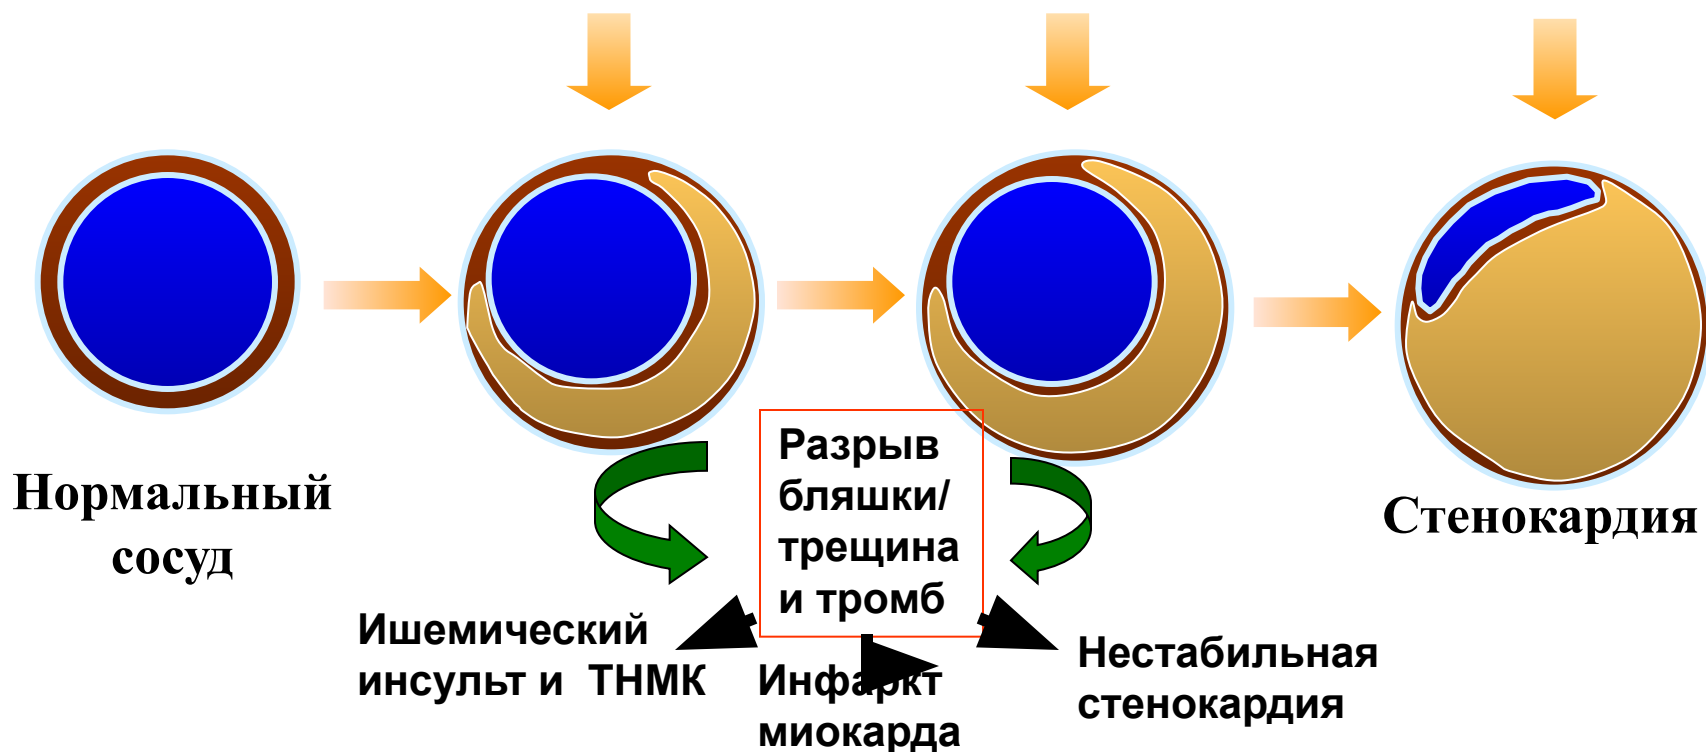 Нормальный
сосуд
Разрыв
бляшки/
трещина
и тромб
Стенокардия
Ишемический
инсульт и ТНМК
Инфаркт
миокарда
Нестабильная
стенокардия